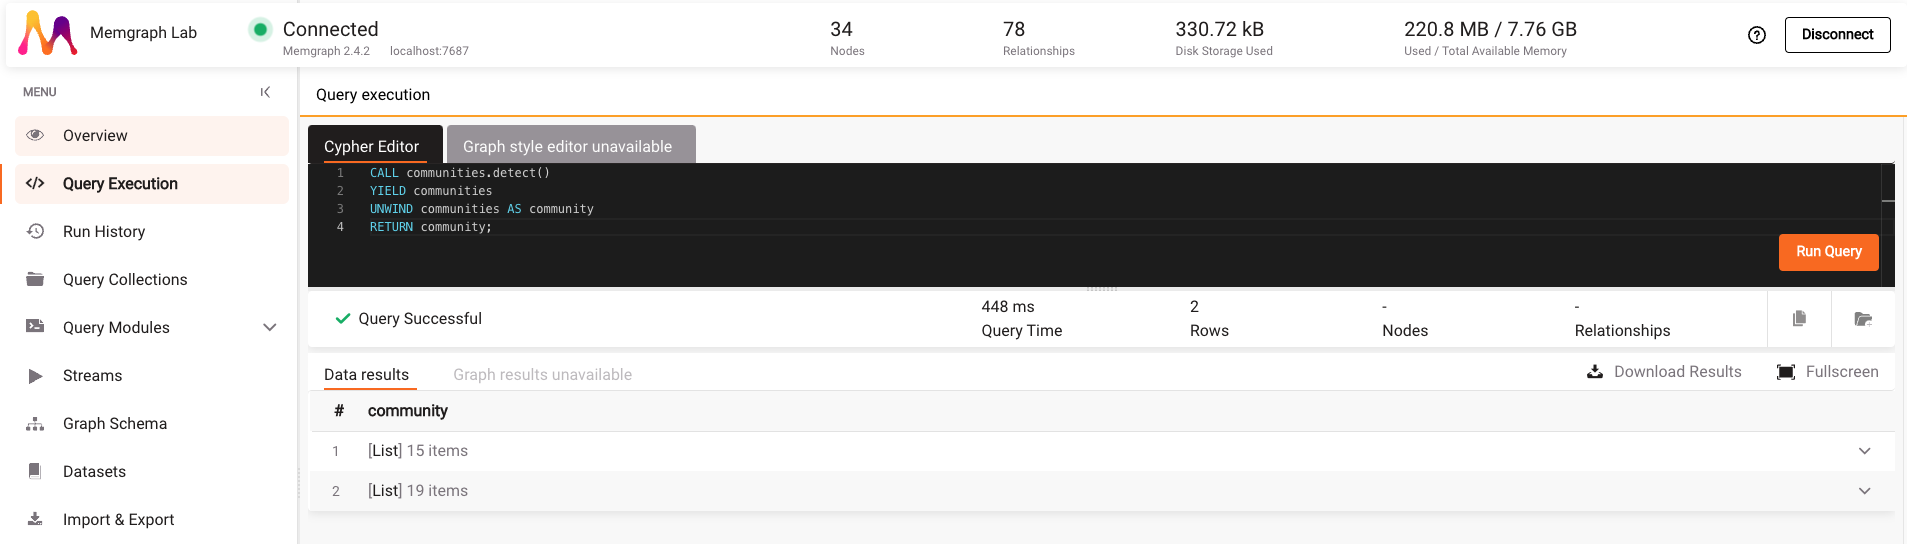 Memgraph Lab
Connected
Memgraph 2.4.2 localhost:7687
34
Nodes
78
Relationships
330.72 kB
Disk Storage Used
220.8 MB / 7.76 GB
Used / Total Available Memory
Disconnect
MENU
Overview
Query Execution
Run History
Query Collections
Query Modules
Streams
Graph Schema
Datasets
Import & Export
Query execution
Cypher Editor Graph style editor unavailable
1 CALL communities.detect()
2 YIELD communities
3 UNWIND communities AS community
4 RETURN community;
Run Query
Query Successful
448 ms
Query Time
2
Rows
-
Nodes
-
Relationships
Data results Graph results unavailable Download Results Fullscreen
# community
1 [List] 15 items
2 [List] 19 items